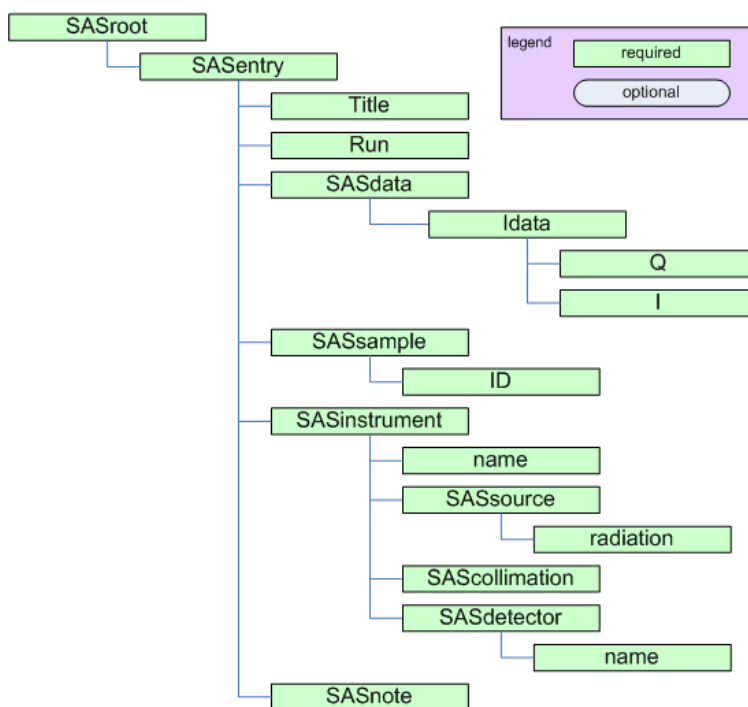 SASroot
SASentry
legend
required
optional
Title
Run
SASdata
Idata
Q
I
SASsample
ID
SASinstrument
name
SASsource
radiation
SAScollimation
SASdetector
name
SASnote